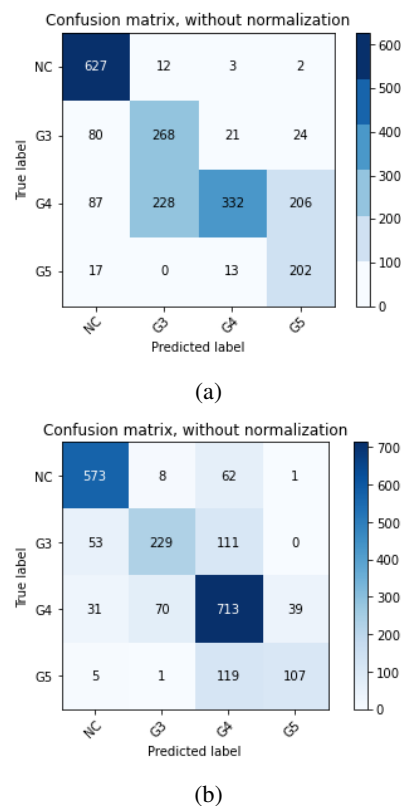 Confusion matrix, without normalization
NC 627 12 3 2
G3 80 268 21 24
G4 87 228 332 206
G5 17 0 13 202
NC G3 G4 G5
True label
Predicted label
600
500
400
300
200
100
0
(a)
Confusion matrix, without normalization
NC 573 8 62 1
G3 53 229 111 0
G4 31 70 713 39
G5 5 1 119 107
NC G3 G4 G5
True label
Predicted label
700
600
500
400
300
200
100
0
(b)